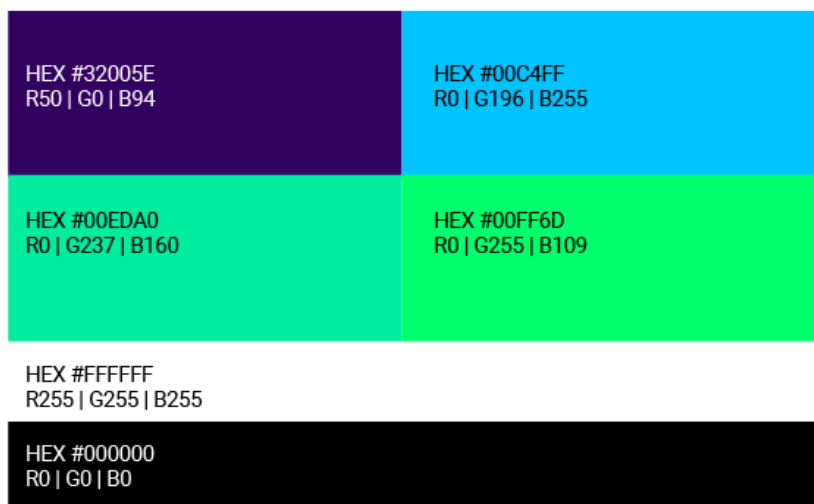 HEX #32005E
R50 | G0 | B94
HEX #00C4FF
R0 | G196 | B255
HEX #00EDA0
R0 | G237 | B160
HEX #00FF6D
R0 | G255 | B109
HEX #FFFFFF
R255 | G255 | B255
HEX #000000
R0 | G0 | B0